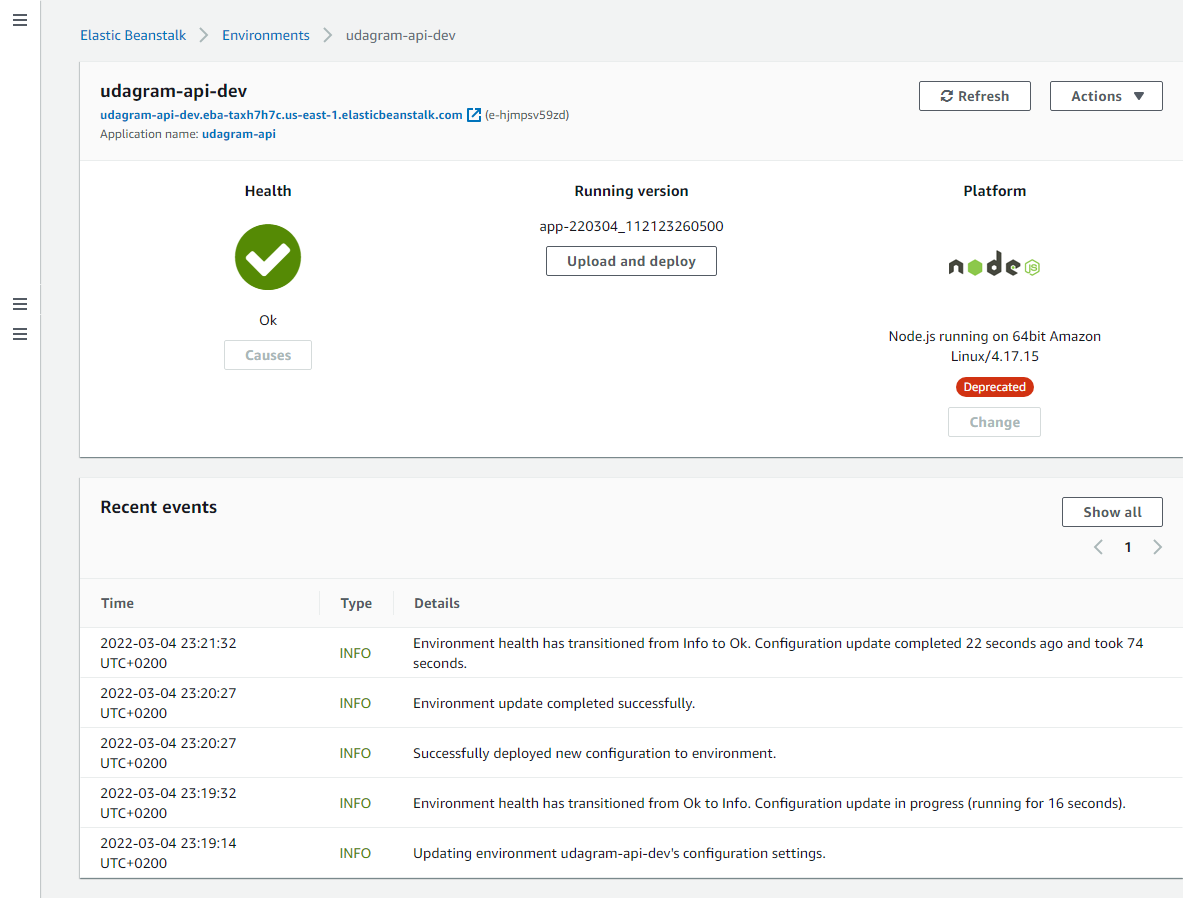 Elastic Beanstalk > Environments > udagram-api-dev
udagram-api-dev
Refresh
Actions
udagram-api-dev.eba-taxh7h7c.us-east-1.elasticbeanstalk.com (e-hjmpsv59zd)
Application name: udagram-api
Health
Ok
Causes
Running version
app-220304_112123260500
Upload and deploy
Platform
node JS
Node.js running on 64bit Amazon
Linux/4.17.15
Deprecated
Change
Recent events
Show all
1
Time Type Details
2022-03-04 23:21:32
UTC+0200
INFO
Environment health has transitioned from Info to Ok. Configuration update completed 22 seconds ago and took 74
seconds.
2022-03-04 23:20:27
UTC+0200
INFO
Environment update completed successfully.
2022-03-04 23:20:27
UTC+0200
INFO
Successfully deployed new configuration to environment.
2022-03-04 23:19:32
UTC+0200
INFO
Environment health has transitioned from Ok to Info. Configuration update in progress (running for 16 seconds).
2022-03-04 23:19:14
UTC+0200
INFO
Updating environment udagram-api-dev's configuration settings.